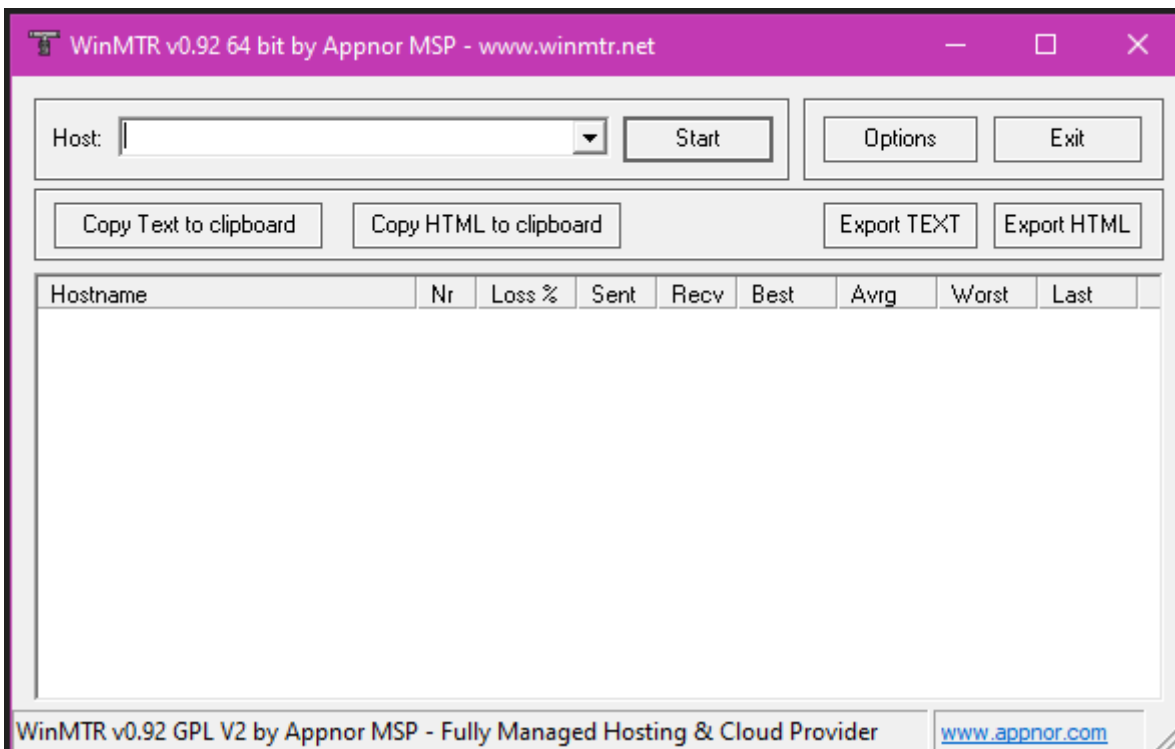 WinMTR v0.92 64 bit by Appnor MSP - www.winmtr.net
Host: Start Options Exit
Copy Text to clipboard Copy HTML to clipboard Export TEXT Export HTML
Hostname Nr Loss % Sent Recv Best Avrg Worst Last
WinMTR v0.92 GPL V2 by Appnor MSP - Fully Managed Hosting & Cloud Provider www.appnor.com